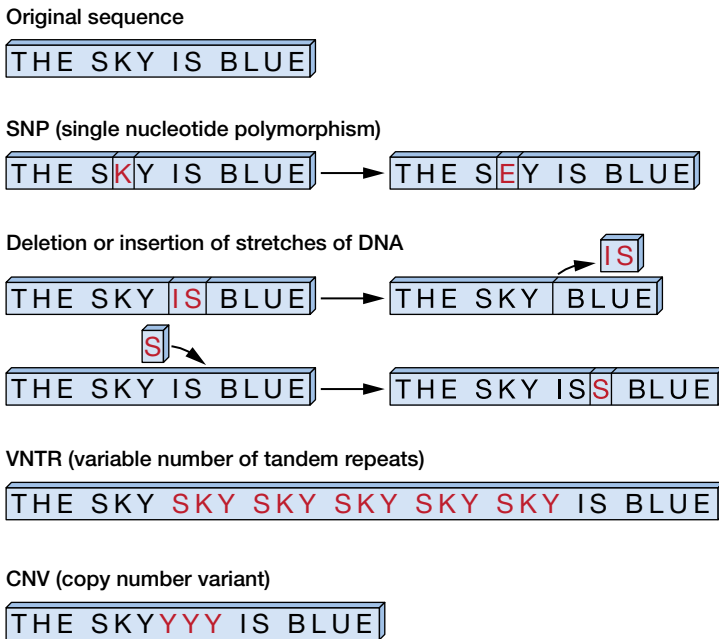 Original sequence
THE SKY IS BLUE
SNP (single nucleotide polymorphism)
THE SKY IS BLUE THE SEY IS BLUE
Deletion or insertion of stretches of DNA
IS
THE SKY IS BLUE THE SKY BLUE
S
THE SKY IS BLUE THE SKY ISS BLUE
VNTR (variable number of tandem repeats)
THE SKY SKY SKY SKY SKY SKY IS BLUE
CNV (copy number variant)
THE SKYYYY IS BLUE